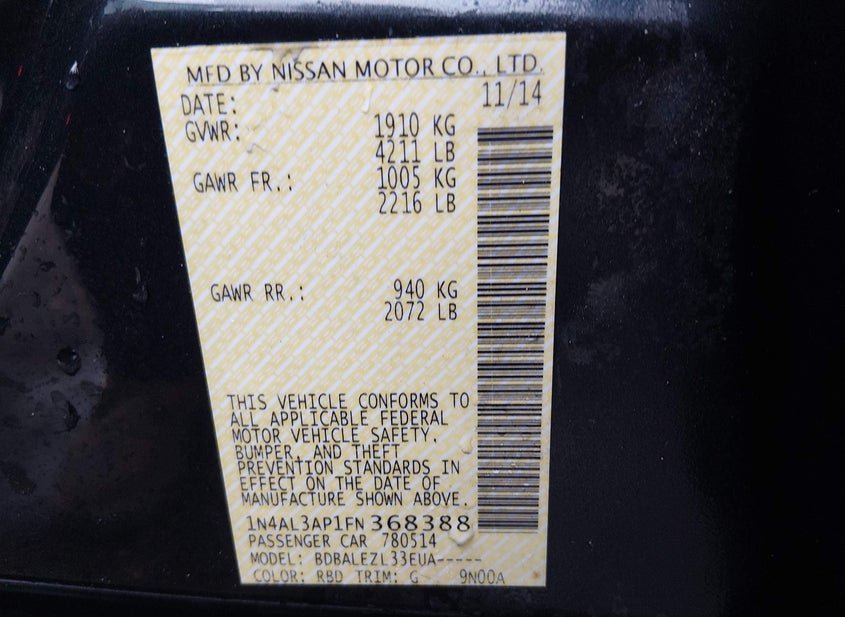 MFD BY NISSAN MOTOR CO., LTD.
DATE: 11/14
GVWR: 1910 KG
4211 LB
GAWR FR.: 1005 KG
2216 LB
GAWR RR.: 940 KG
2072 LB
THIS VEHICLE CONFORMS TO
ALL APPLICABLE FEDERAL
MOTOR VEHICLE SAFETY,
BUMPER, AND THEFT
PREVENTION STANDARDS IN
EFFECT ON THE DATE OF
MANUFACTURE SHOWN ABOVE.
1N4AL3AP1FN368388
PASSENGER CAR 780514
MODEL: BDBALEZL33EUA-----
COLOR: RBD TRIM: G 9N00A